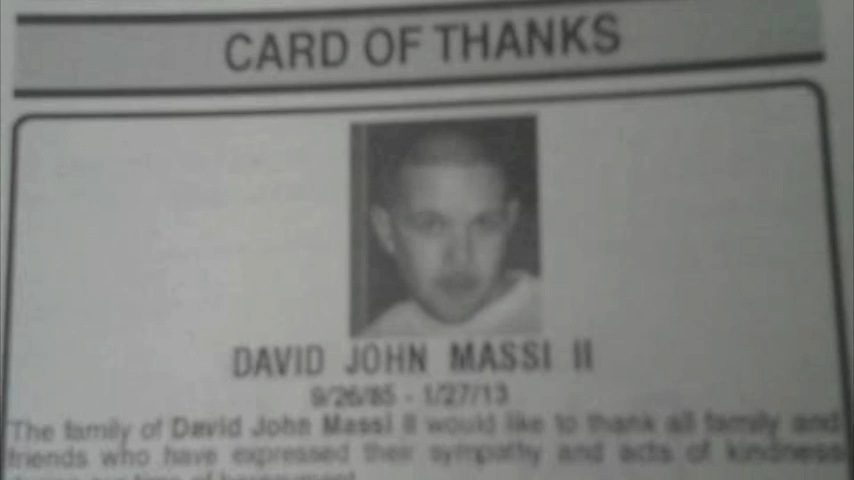 CARD OF THANKS
DAVID JOHN MASSI II
9/26/85 - 1/27/13
The family of David John Massi II would like to thank all family and
friends who have expressed their sympathy and acts of kindness